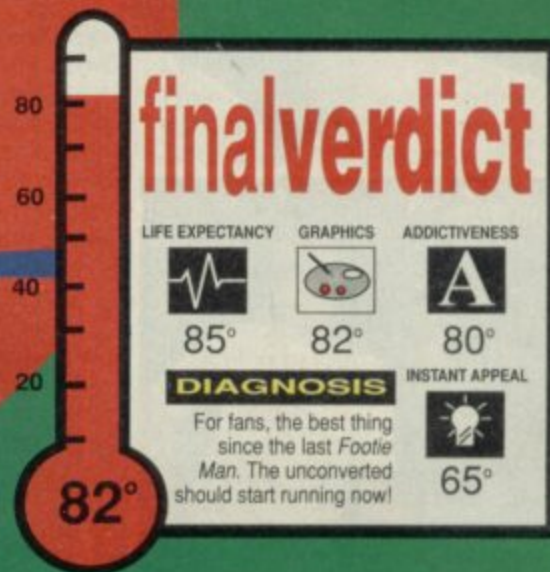 80
60
40
20
82°
finalverdict
LIFE EXPECTANCY GRAPHICS ADDICTIVENESS
A
85° 82° 80°
DIAGNOSIS
For fans, the best thing
since the last Footie
Man. The unconverted
should start running now!
INSTANT APPEAL
65°